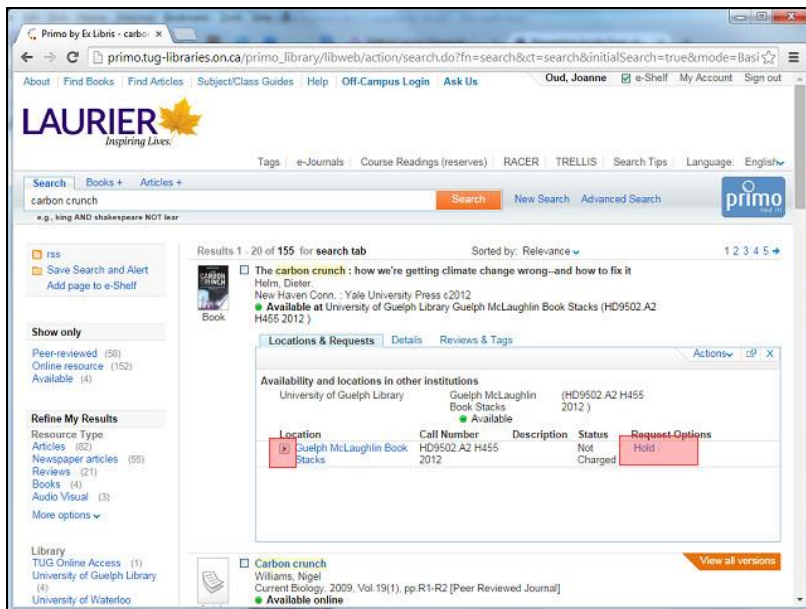 Primo by Ex Libris - carbo
primo.tug-libraries.on.ca/primo_library/libweb/action/search.do?fn=search&ct=search&initialSearch=true&mode=Basi
About Find Books Find Articles Subject/Class Guides Help Off-Campus Login Ask Us Oud, Joanne e-Shelf My Account Sign out
LAURIER
Inspiring Lives.
Tags e-Journals Course Readings (reserves) RACER TRELLIS Search Tips Language: English
Search Books + Articles +
carbon crunch Search New Search Advanced Search primo
e.g., king AND shakespeare NOT lear
rss
Save Search and Alert
Add page to e-Shelf
Show only
Peer-reviewed (58)
Online resource (152)
Available (4)
Refine My Results
Resource Type
Articles (82)
Newspaper articles (55)
Reviews (21)
Books (4)
Audio Visual (3)
More options
Library
TUG Online Access (1)
University of Guelph Library
(4)
University of Waterloo
Results 1 - 20 of 155 for search tab Sorted by: Relevance 1 2 3 4 5
The carbon crunch : how we're getting climate change wrong--and how to fix it
Helm, Dieter.
New Haven Conn. : Yale University Press c2012
Available at University of Guelph Library Guelph McLaughlin Book Stacks (HD9502.A2
H455 2012 )
Book
Locations & Requests Details Reviews & Tags
Actions X
Availability and locations in other institutions
University of Guelph Library Guelph McLaughlin (HD9502.A2 H455
Book Stacks 2012 )
Available
Location Call Number Description Status Request Options
Guelph McLaughlin Book HD9502.A2 H455 Not Hold
Stacks 2012 Charged
View all versions
Carbon crunch
Williams, Nigel
Current Biology, 2009, Vol.19(1), pp.R1-R2 [Peer Reviewed Journal]
Available online